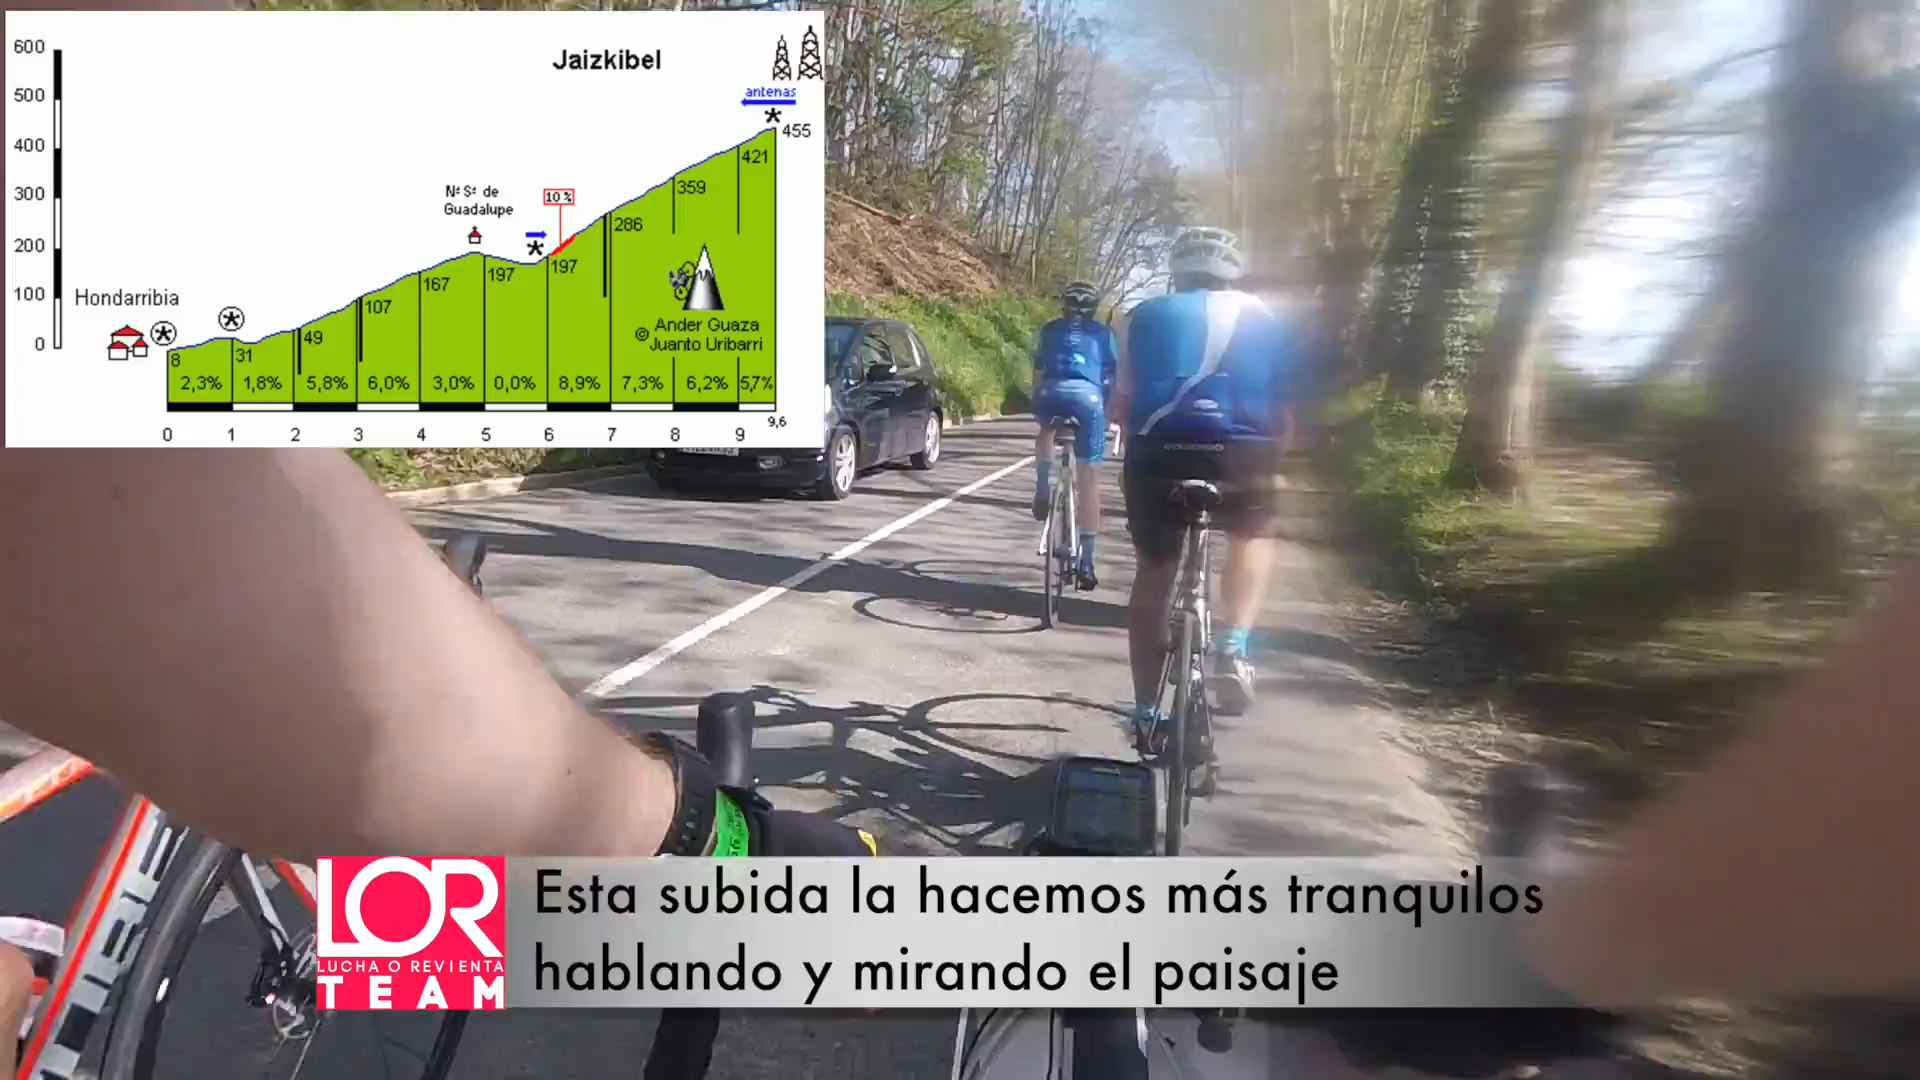 Jaizkibel
600
500
400
300
200
100
0
antenas
455
421
359
286
Nª Sª de
Guadalupe
10 %
197
197
167
107
49
31
8
Hondarribia
© Ander Guaza
Juanto Uribarri
2,3% 1,8% 5,8% 6,0% 3,0% 0,0% 8,9% 7,3% 6,2% 5,7%
0 1 2 3 4 5 6 7 8 9 9,6
LOR
LUCHA O REVIENTA
TEAM
Esta subida la hacemos más tranquilos
hablando y mirando el paisaje